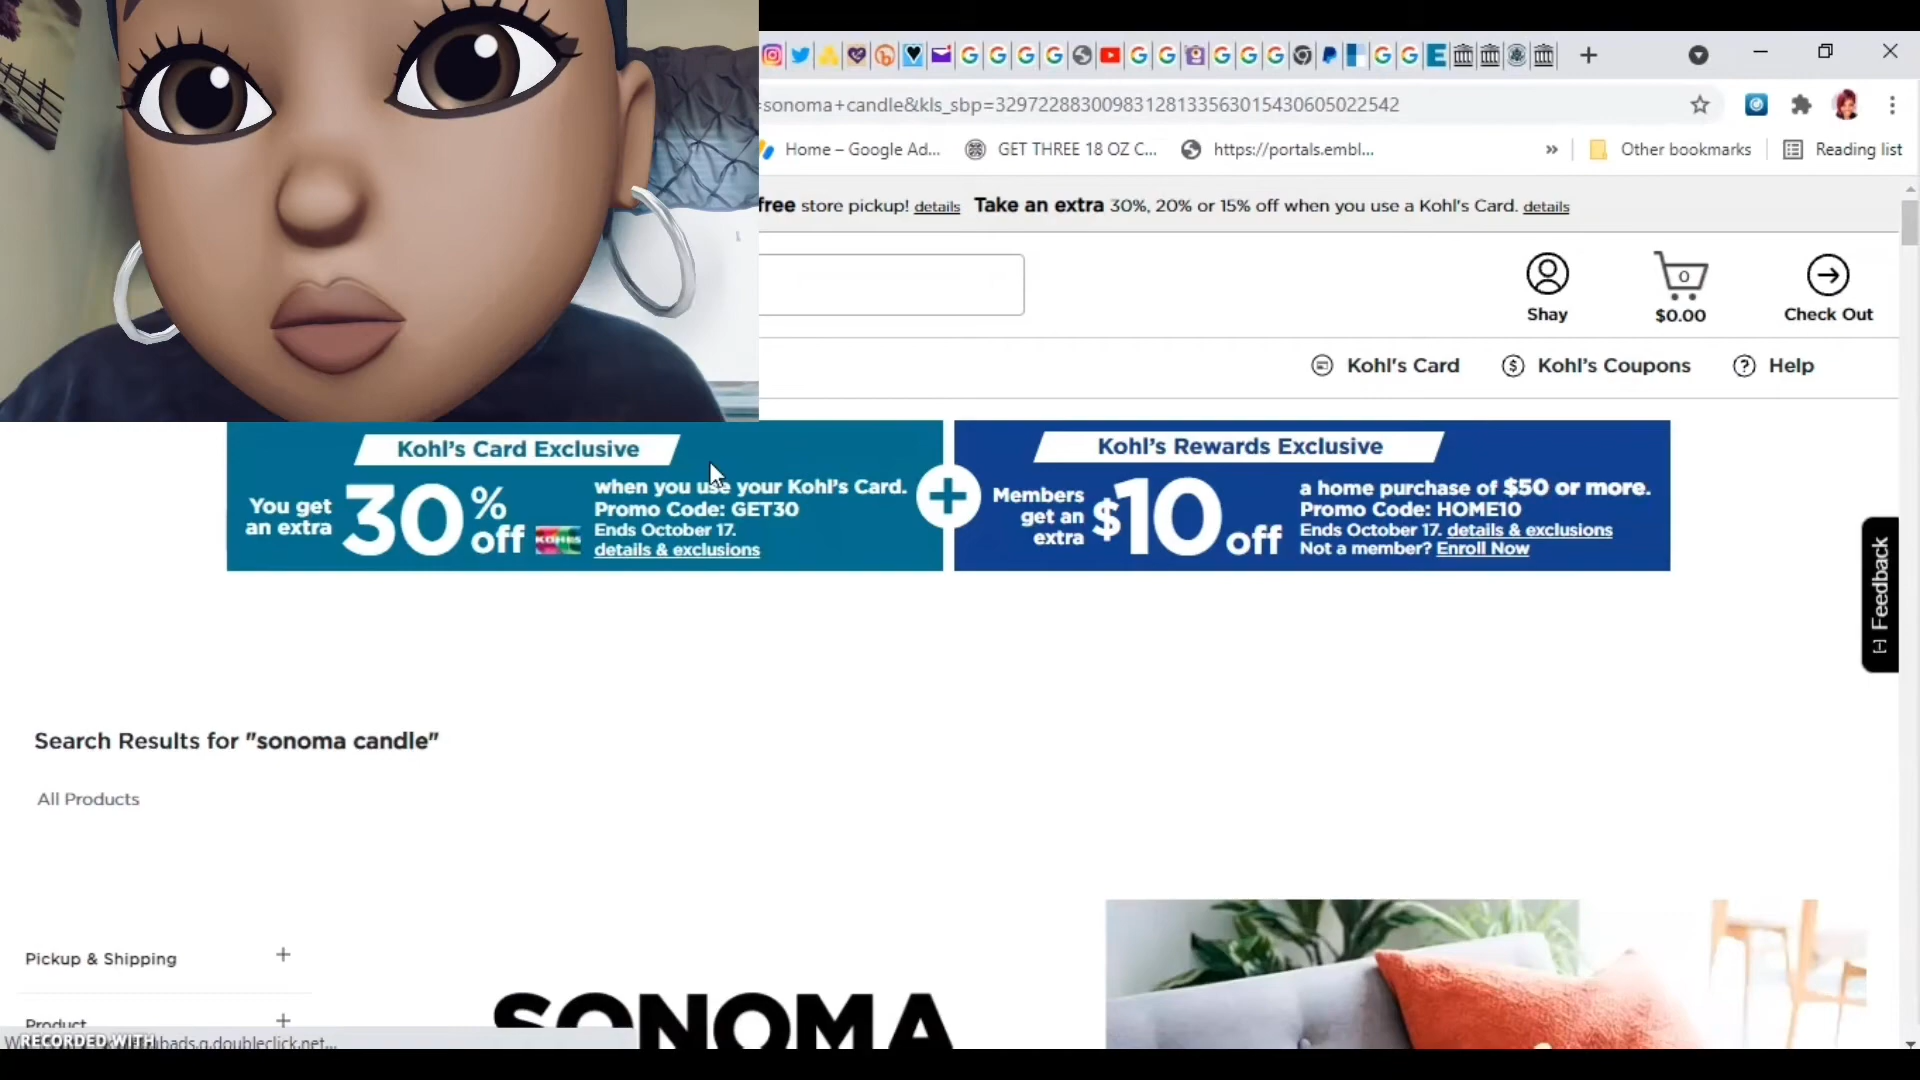 =sonoma+candle&kls_sbp=32972288300983128133563015430605022542
Home – Google Ad... GET THREE 18 OZ C... https://portals.embl... » Other bookmarks Reading list
free store pickup! details Take an extra 30%, 20% or 15% off when you use a Kohl's Card. details
0
Shay $0.00 Check Out
Kohl's Card Kohl's Coupons Help
Kohl's Card Exclusive
You get an extra 30% off
KOHL'S
when you use your Kohl's Card.
Promo Code: GET30
Ends October 17.
details & exclusions
+
Kohl's Rewards Exclusive
Members get an extra $10 off
a home purchase of $50 or more.
Promo Code: HOME10
Ends October 17. details & exclusions
Not a member? Enroll Now
[-] Feedback
Search Results for "sonoma candle"
All Products
Pickup & Shipping +
Product +
SONOMA
RECORDED WITH
ads.g.doubleclick.net...